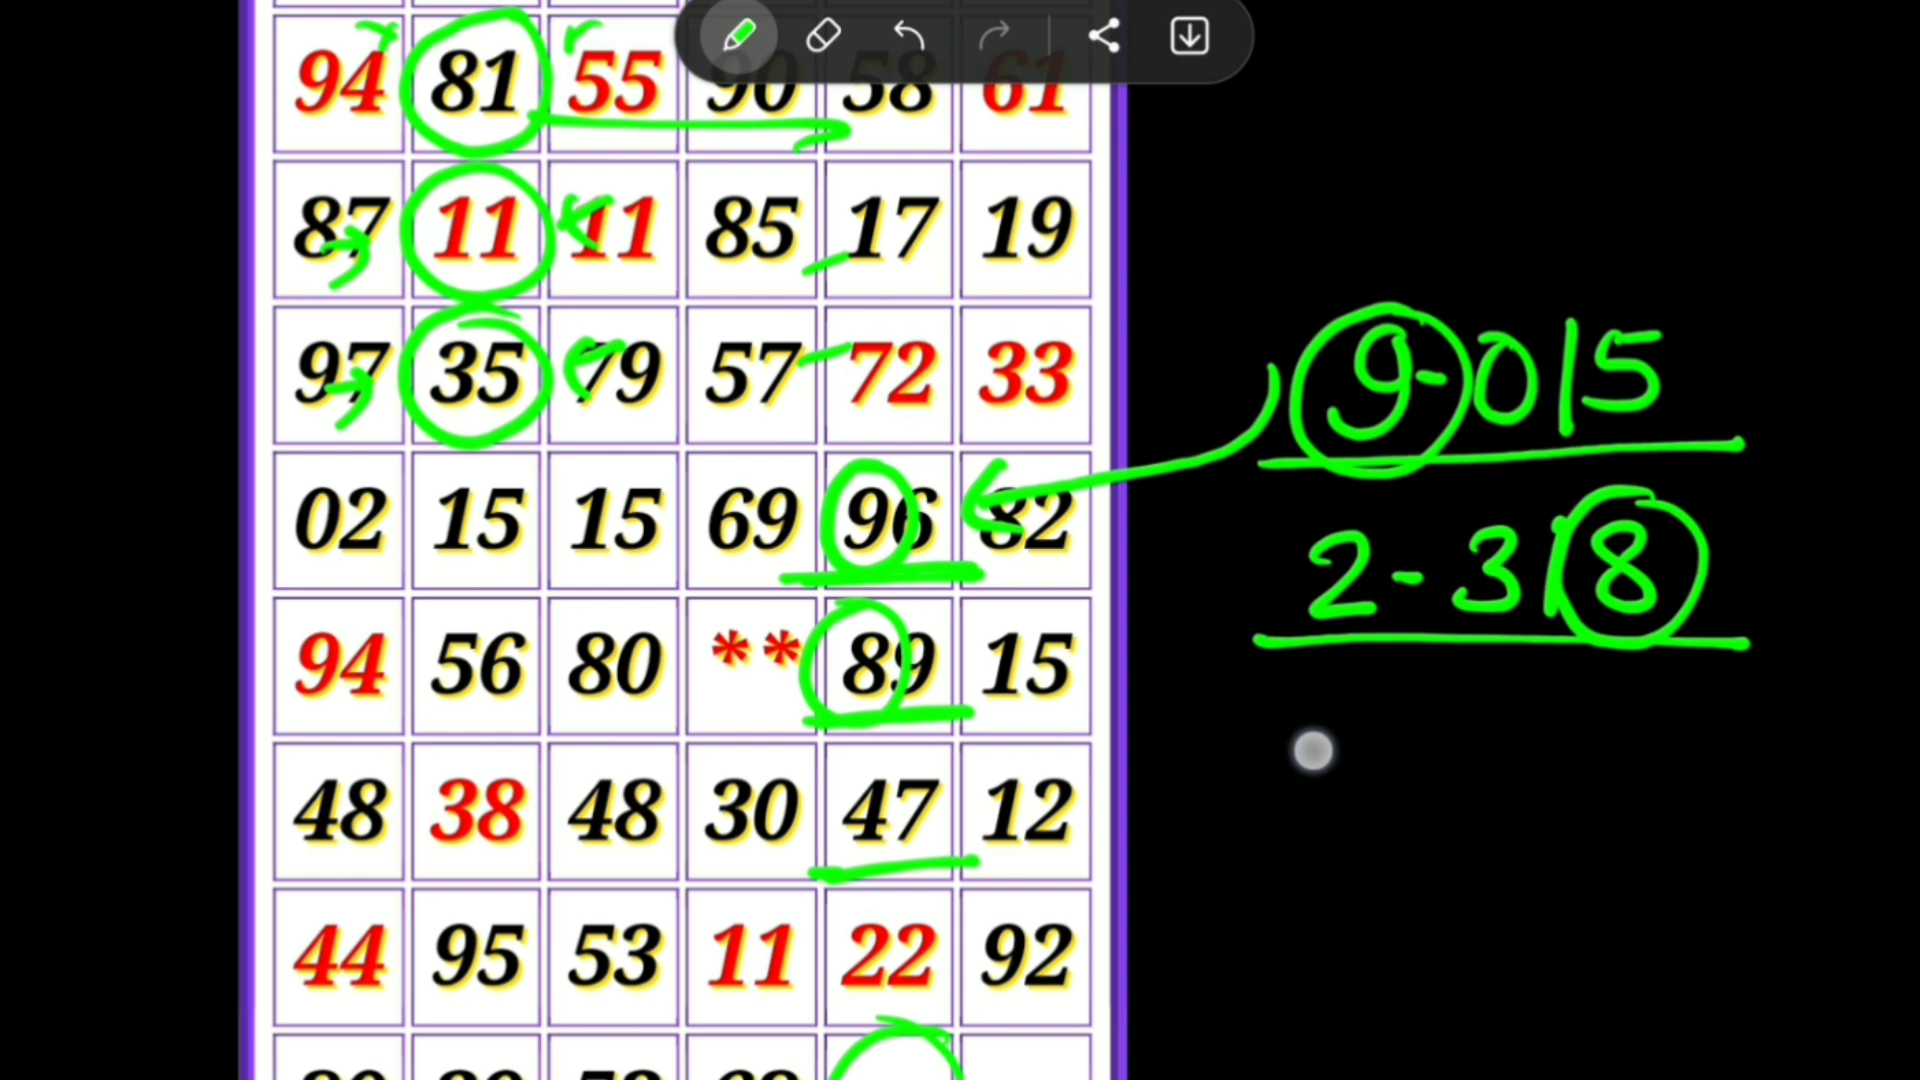 94 81 55 90 58 61
87 11 11 85 17 19
97 35 79 57 72 33
9-015
02 15 15 69 96 82
2-318
94 56 80 ** 89 15
48 38 48 30 47 12
44 95 53 11 22 92